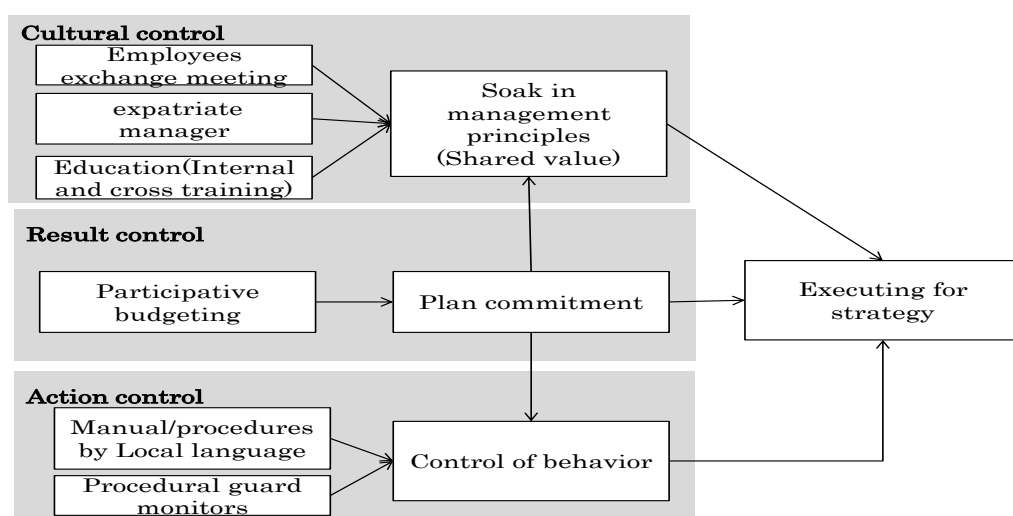 Cultural control
Employees
exchange meeting
expatriate
manager
Education(Internal
and cross training)
Soak in
management
principles
(Shared value)
Result control
Participative
budgeting
Plan commitment
Executing for
strategy
Action control
Manual/procedures
by Local language
Procedural guard
monitors
Control of behavior